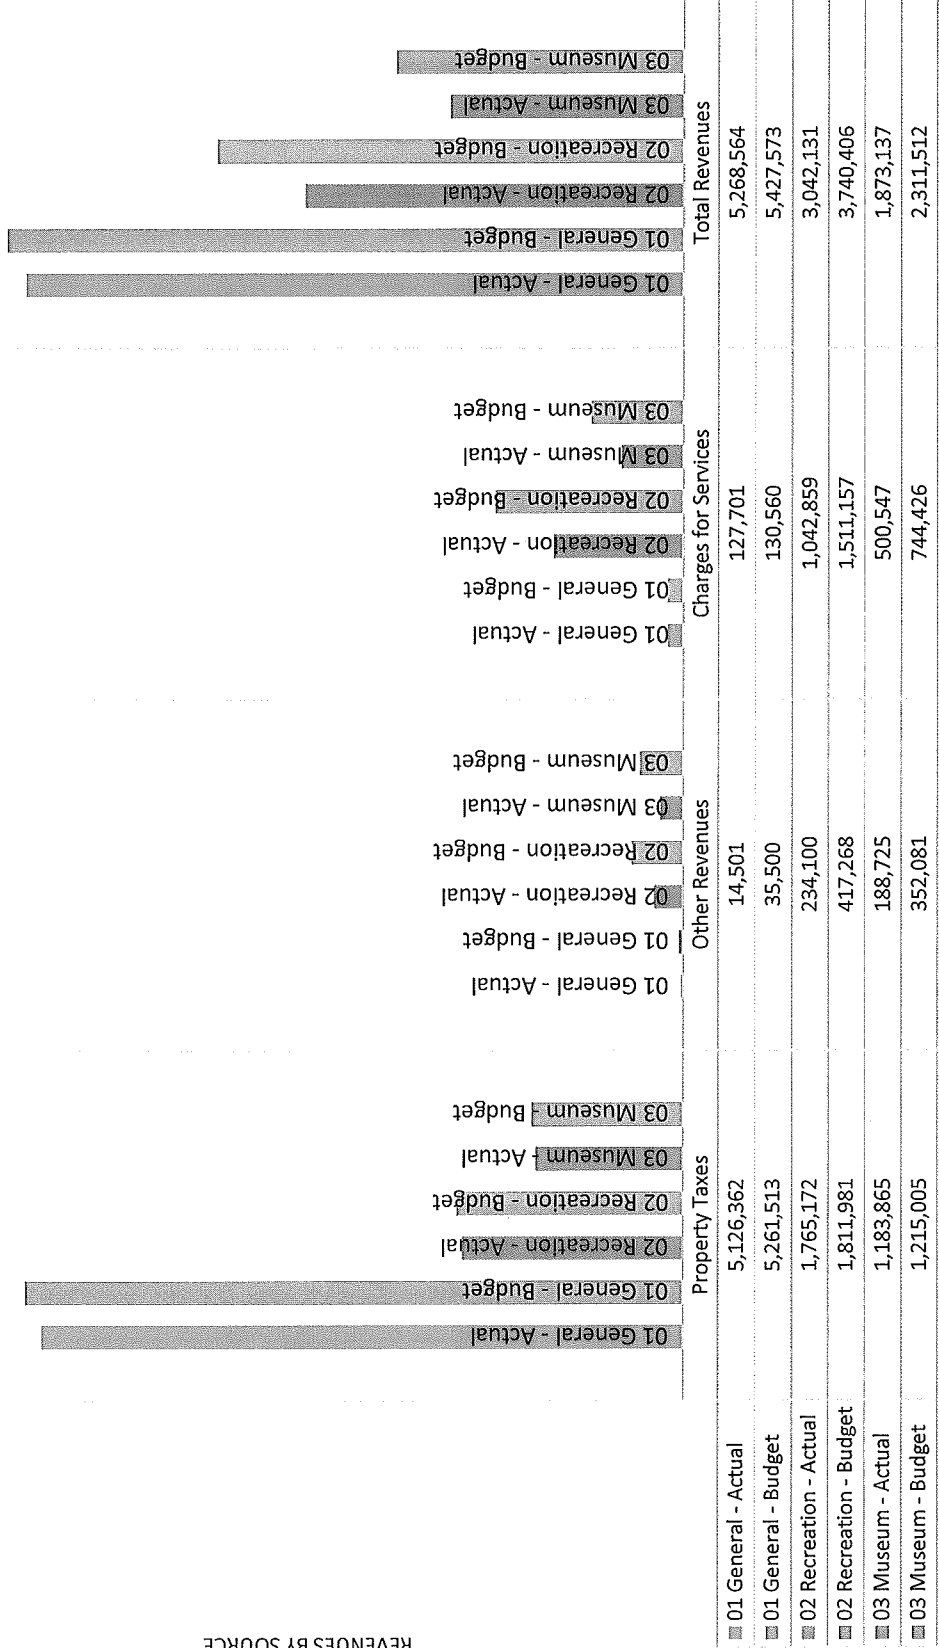 REVENUES BY SOURCE
01 General - Actual
01 General - Budget
02 Recreation - Actual
02 Recreation - Budget
03 Museum - Actual
03 Museum - Budget
01 General - Actual
01 General - Budget
02 Recreation - Actual
02 Recreation - Budget
03 Museum - Actual
03 Museum - Budget
01 General - Actual
01 General - Budget
02 Recreation - Actual
02 Recreation - Budget
03 Museum - Actual
03 Museum - Budget
01 General - Actual
01 General - Budget
02 Recreation - Actual
02 Recreation - Budget
03 Museum - Actual
03 Museum - Budget
Property Taxes Other Revenues Charges for Services Total Revenues
01 General - Actual 5,126,362 14,501 127,701 5,268,564
01 General - Budget 5,261,513 35,500 130,560 5,427,573
02 Recreation - Actual 1,765,172 234,100 1,042,859 3,042,131
02 Recreation - Budget 1,811,981 417,268 1,511,157 3,740,406
03 Museum - Actual 1,183,865 188,725 500,547 1,873,137
03 Museum - Budget 1,215,005 352,081 744,426 2,311,512